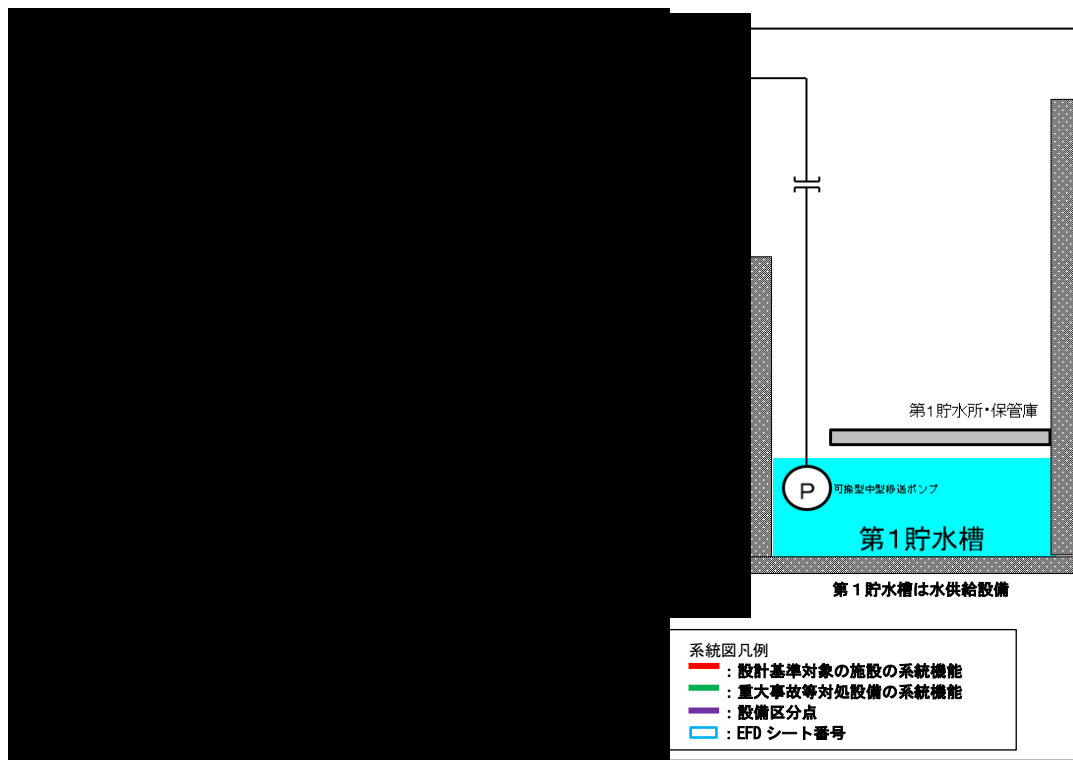 第1貯水所・保管庫
P
可搬型中型移送ポンプ
第1貯水槽
第1貯水槽は水供給設備
系統図凡例
：設計基準対象の施設の系統機能
：重大事故等対処設備の系統機能
：設備区分点
：EFDシート番号